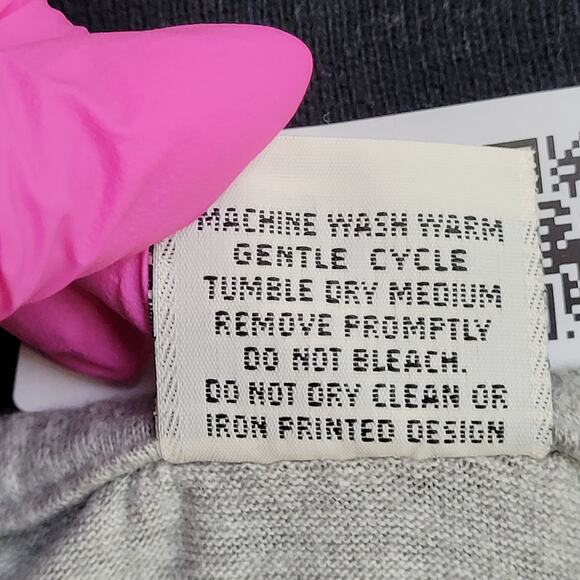 MACHINE WASH WARM
GENTLE CYCLE
TUMBLE DRY MEDIUM
REMOVE PROMPTLY
DO NOT BLEACH.
DO NOT DRY CLEAN OR
IRON PRINTED DESIGN